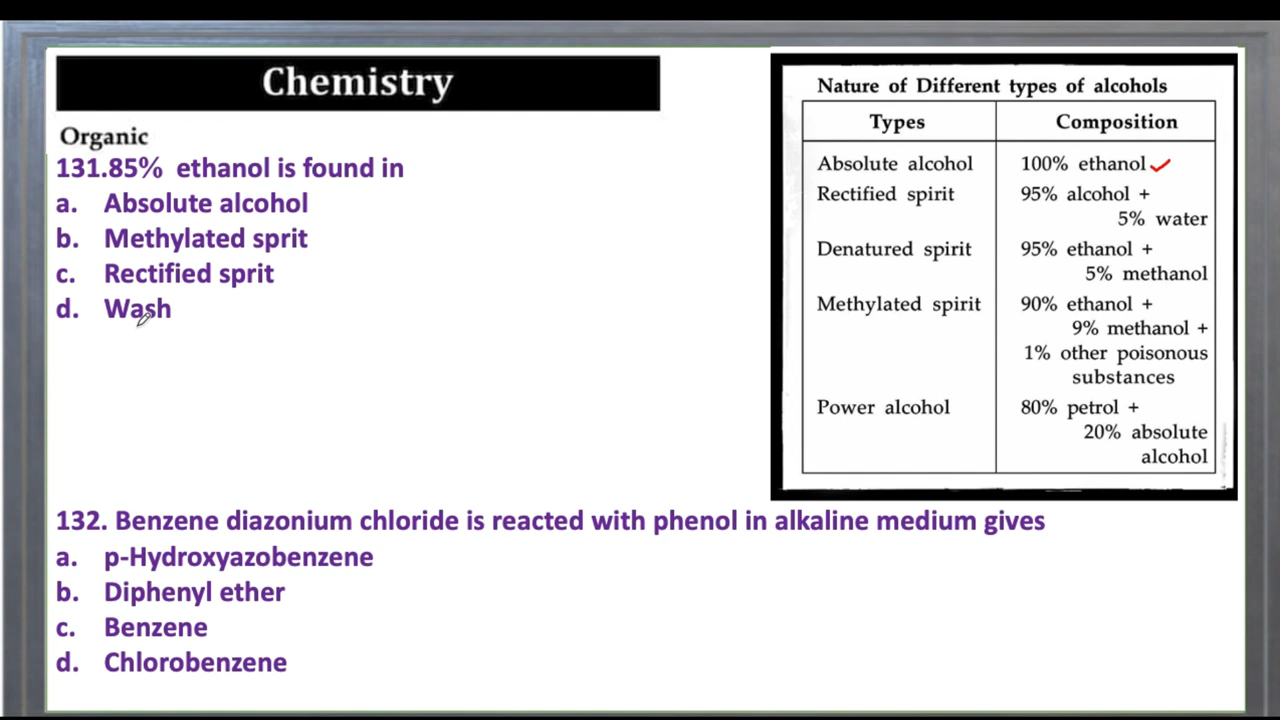 Chemistry
Organic
131.85% ethanol is found in
a. Absolute alcohol
b. Methylated sprit
c. Rectified sprit
d. Wash
Nature of Different types of alcohols
Types Composition
Absolute alcohol 100% ethanol
Rectified spirit 95% alcohol +
5% water
Denatured spirit 95% ethanol +
5% methanol
Methylated spirit 90% ethanol +
9% methanol +
1% other poisonous
substances
Power alcohol 80% petrol +
20% absolute
alcohol
132. Benzene diazonium chloride is reacted with phenol in alkaline medium gives
a. p-Hydroxyazobenzene
b. Diphenyl ether
c. Benzene
d. Chlorobenzene